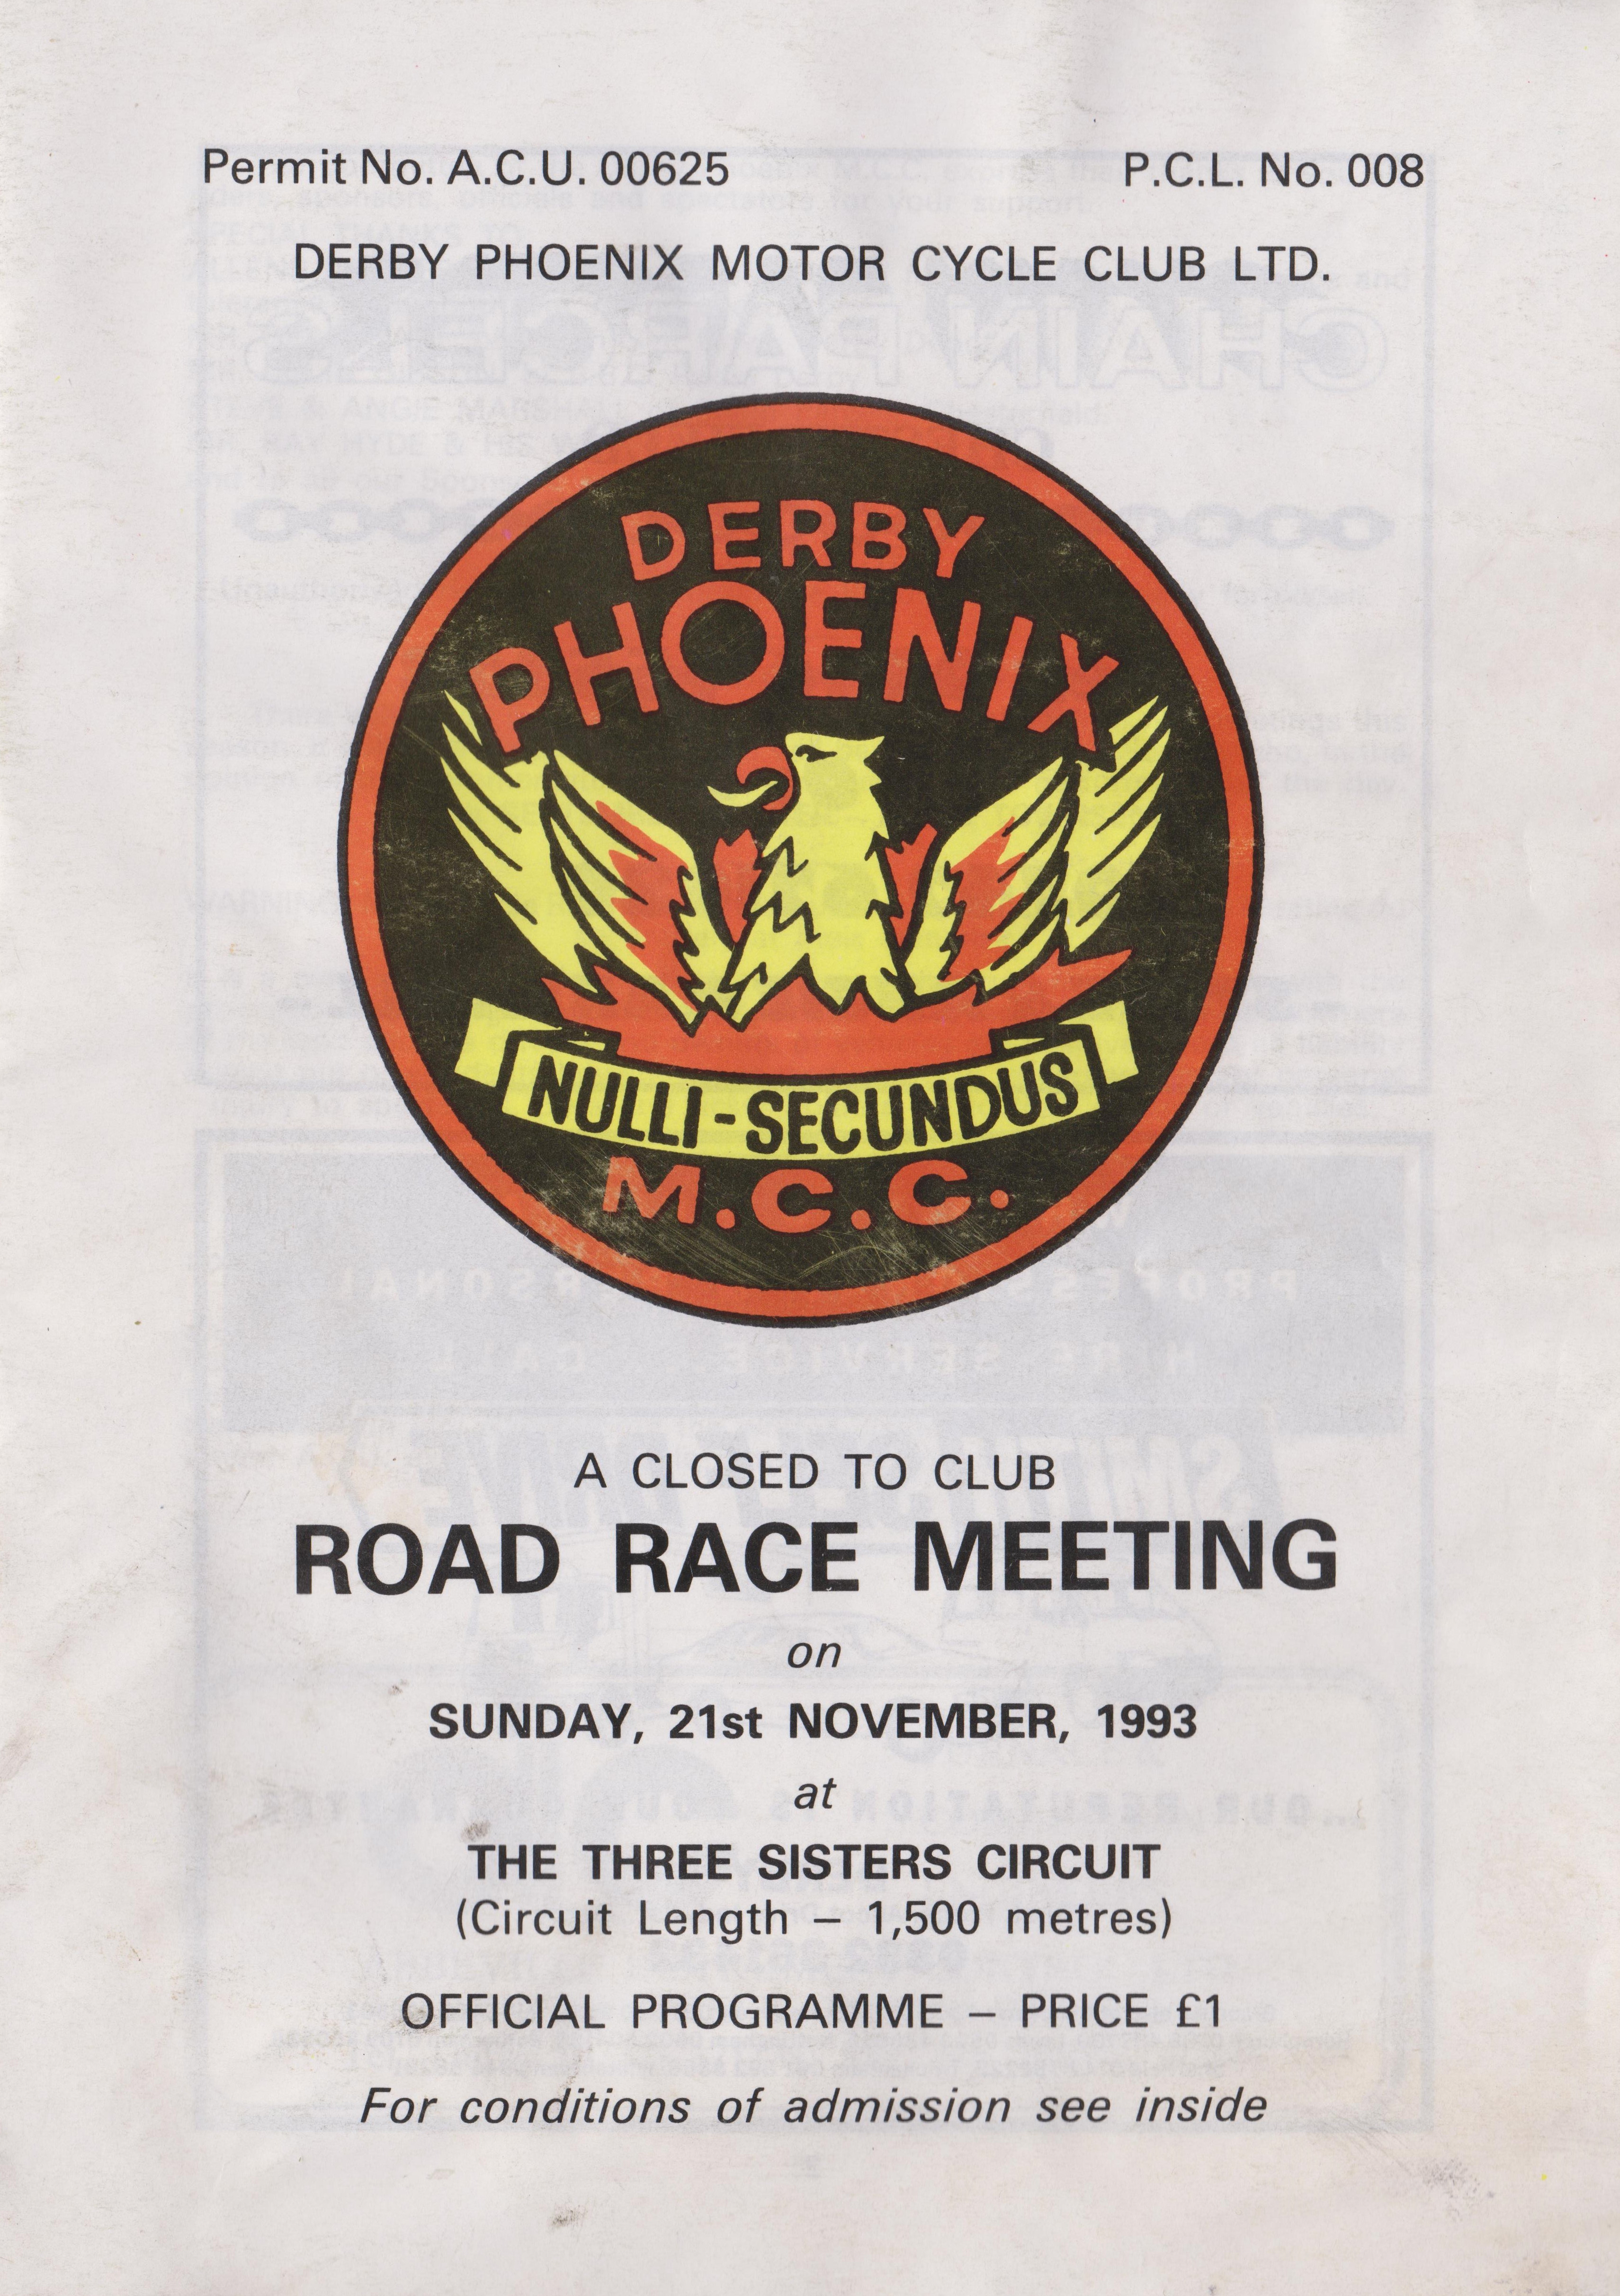 Permit No. A.C.U. 00625 P.C.L. No. 008
DERBY PHOENIX MOTOR CYCLE CLUB LTD.
DERBY
PHOENIX
NULLI-SECUNDUS
M.C.C.
A CLOSED TO CLUB
ROAD RACE MEETING
on
SUNDAY, 21st NOVEMBER, 1993
at
THE THREE SISTERS CIRCUIT
(Circuit Length – 1,500 metres)
OFFICIAL PROGRAMME – PRICE £1
For conditions of admission see inside